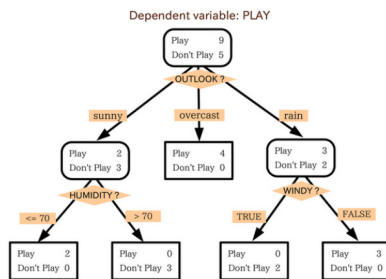 Dependent variable: PLAY
Play 9
Don't Play 5
OUTLOOK ?
sunny
overcast
rain
Play 2
Don't Play 3
Play 4
Don't Play 0
Play 3
Don't Play 2
HUMIDITY ?
WINDY ?
<= 70
> 70
TRUE
FALSE
Play 2
Don't Play 0
Play 0
Don't Play 3
Play 0
Don't Play 2
Play 3
Don't Play 0